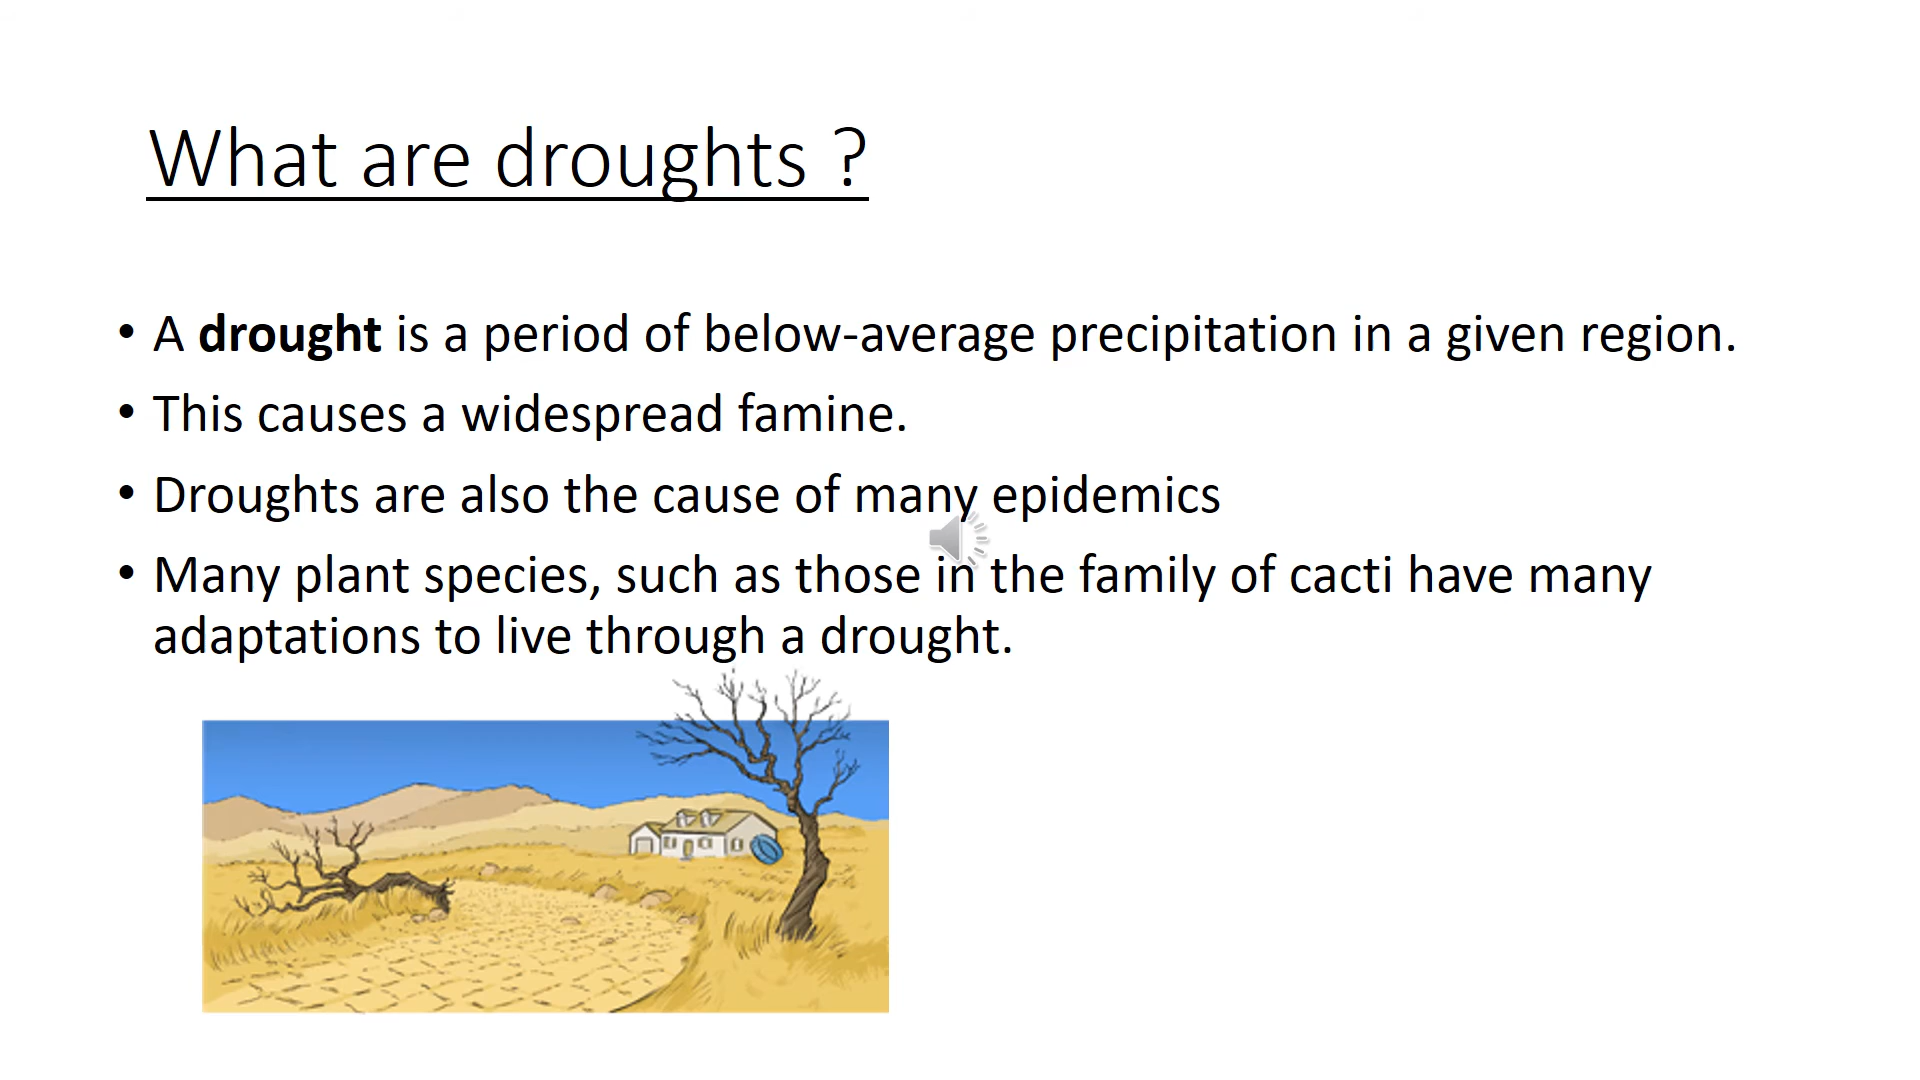 What are droughts ?
• A drought is a period of below-average precipitation in a given region.
• This causes a widespread famine.
• Droughts are also the cause of many epidemics
• Many plant species, such as those in the family of cacti have many
adaptations to live through a drought.